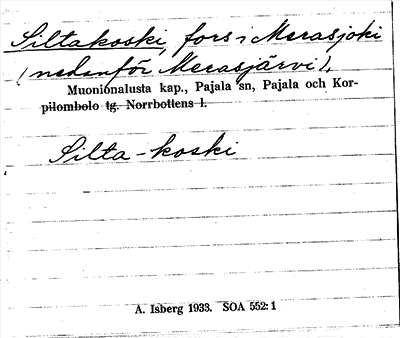 Siltakoski, fors i Merasjoki
(nedanför Merasjärvi).
Muonionalusta kap., Pajala sn, Pajala och Kor-
pilombolo tg. Norrbottens l.
Silta-koski
A. Isberg 1933. SOA 552:1